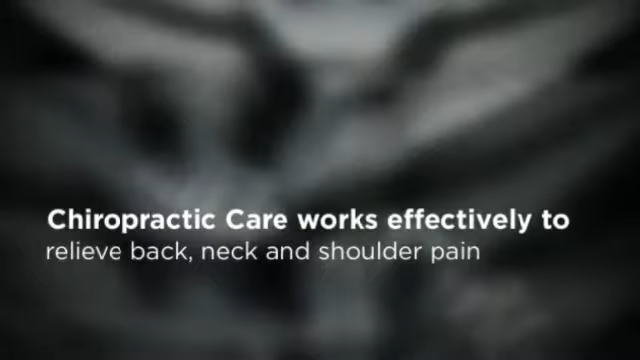 Chiropractic Care works effectively to
relieve back, neck and shoulder pain